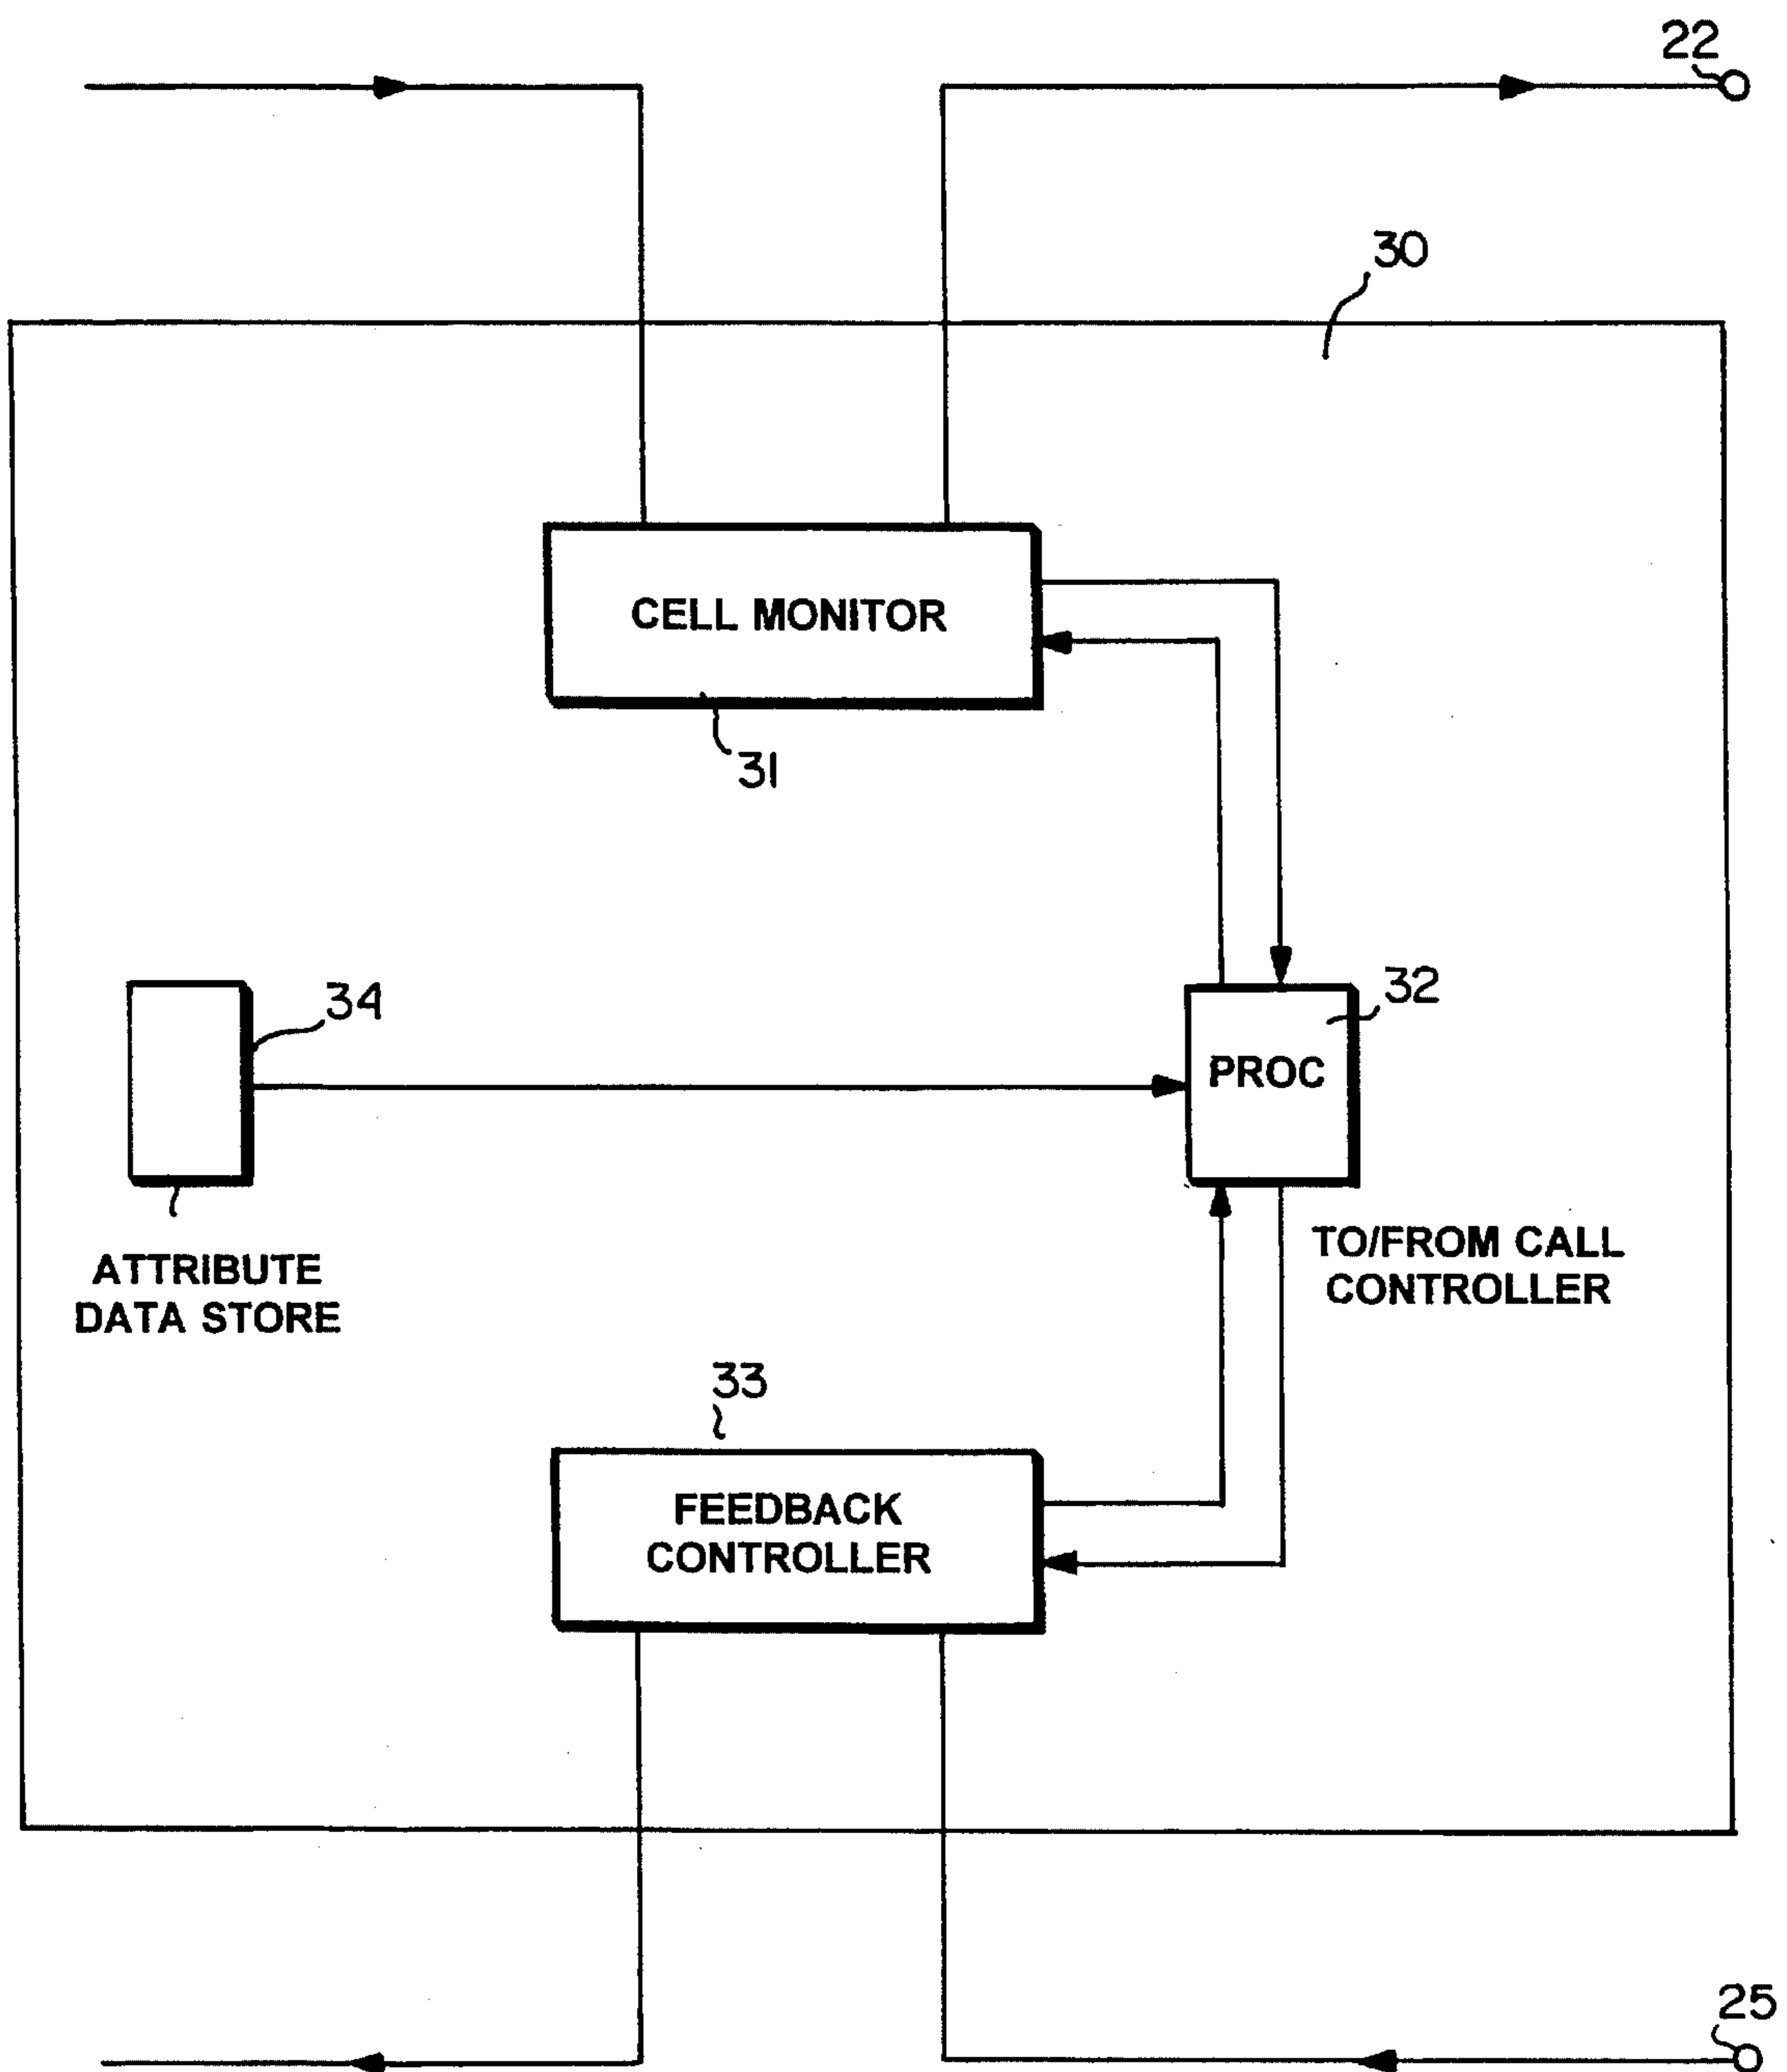 22
30
CELL MONITOR
31
34
32
PROC
TO/FROM CALL
CONTROLLER
ATTRIBUTE
DATA STORE
33
FEEDBACK
CONTROLLER
25